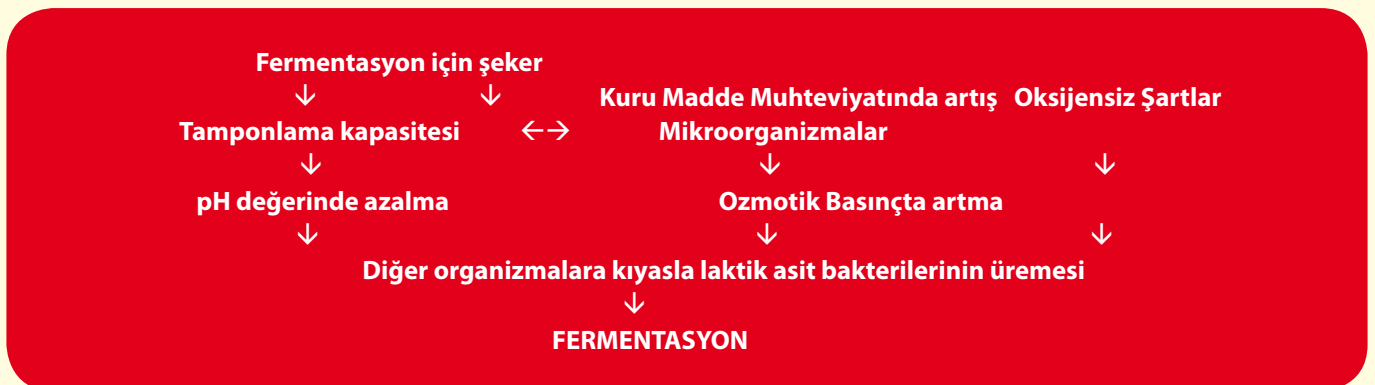 Fermentasyon için şeker
↓ ↓ Kuru Madde Muhteviyatında artış Oksijensiz Şartlar
Tamponlama kapasitesi ←→ Mikroorganizmalar
↓ ↓ ↓
pH değerinde azalma Ozmotik Basınçta artma
↓ ↓ ↓
Diğer organizmalara kıyasla laktik asit bakterilerinin üremesi
↓
FERMENTASYON